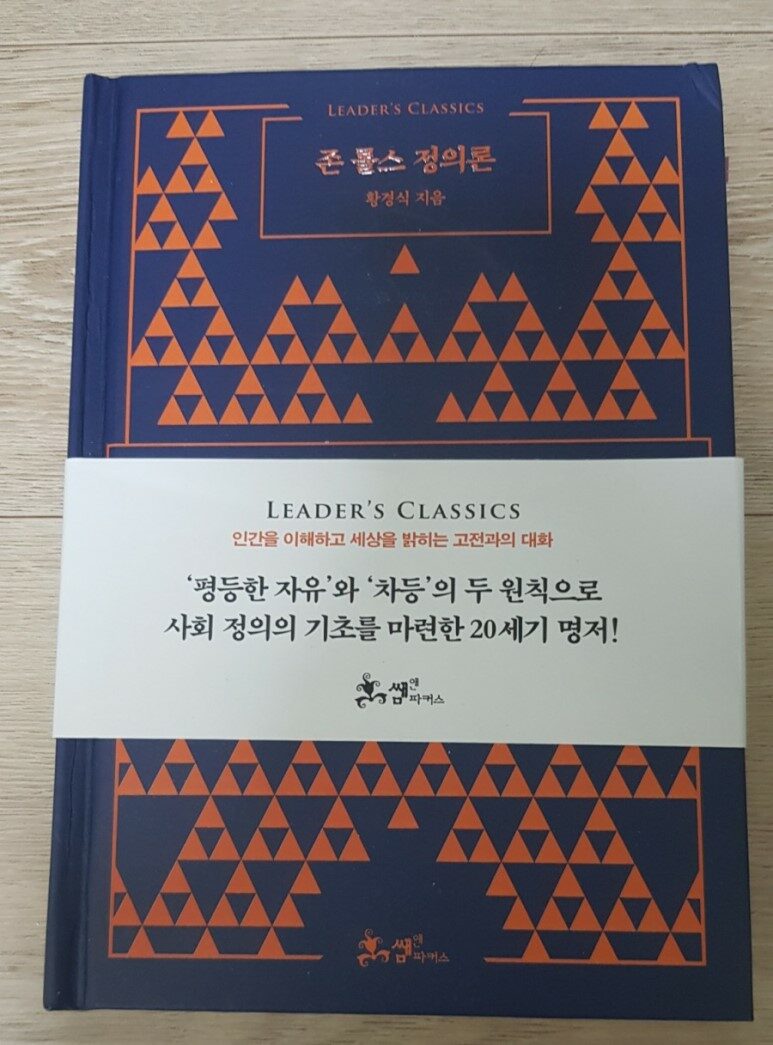 LEADER'S CLASSICS
존 롤스 정의론
황경식 지음
LEADER'S CLASSICS
인간을 이해하고 세상을 밝히는 고전과의 대화
‘평등한 자유’와 ‘차등’의 두 원칙으로
사회 정의의 기초를 마련한 20세기 명저!
쌤앤파커스
쌤앤파커스